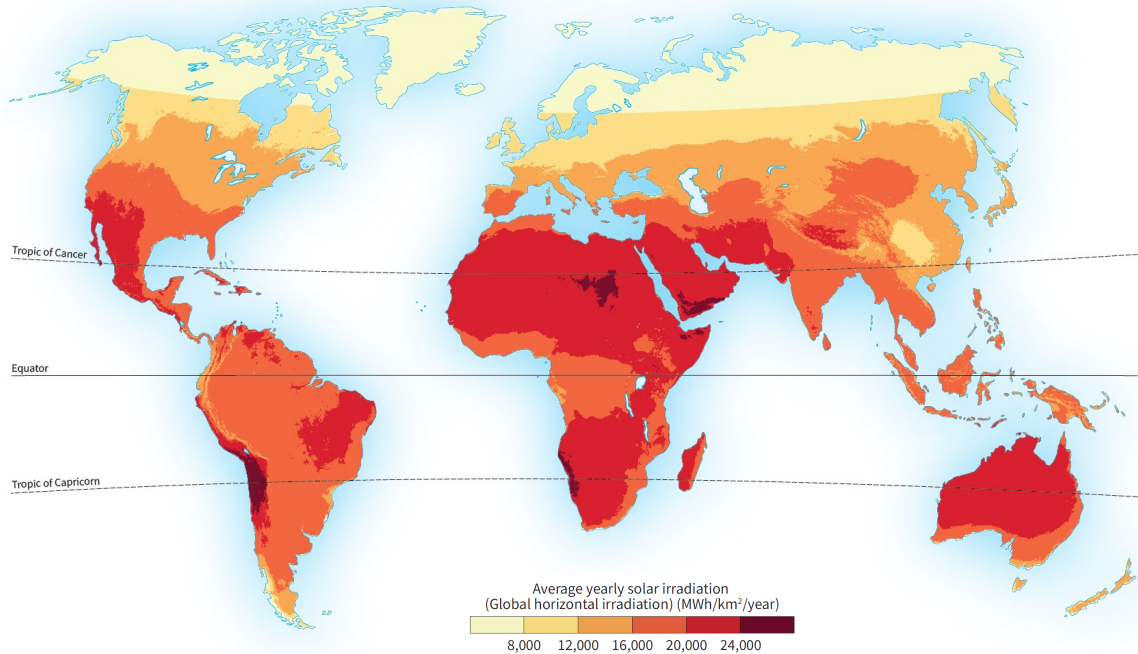 Tropic of Cancer
Equator
Tropic of Capricorn
Average yearly solar irradiation
(Global horizontal irradiation) (MWh/km²/year)
8,000 12,000 16,000 20,000 24,000